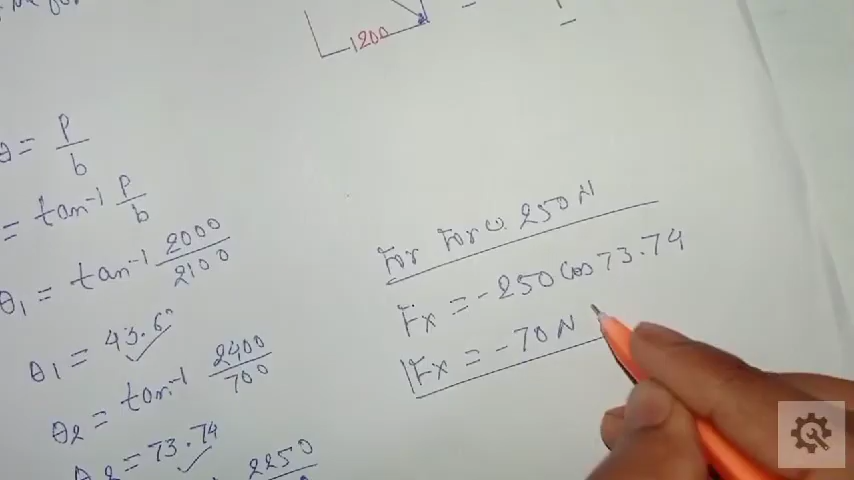 1200
θ = P/b
= tan⁻¹ P/b
θ1 = tan⁻¹ 2000/2100
θ1 = 43.6°
θ2 = tan⁻¹ 2400/700
θ2 = 73.74
2250
For Force 250N
Fx = -250 cos 73.74
Fx = -70 N